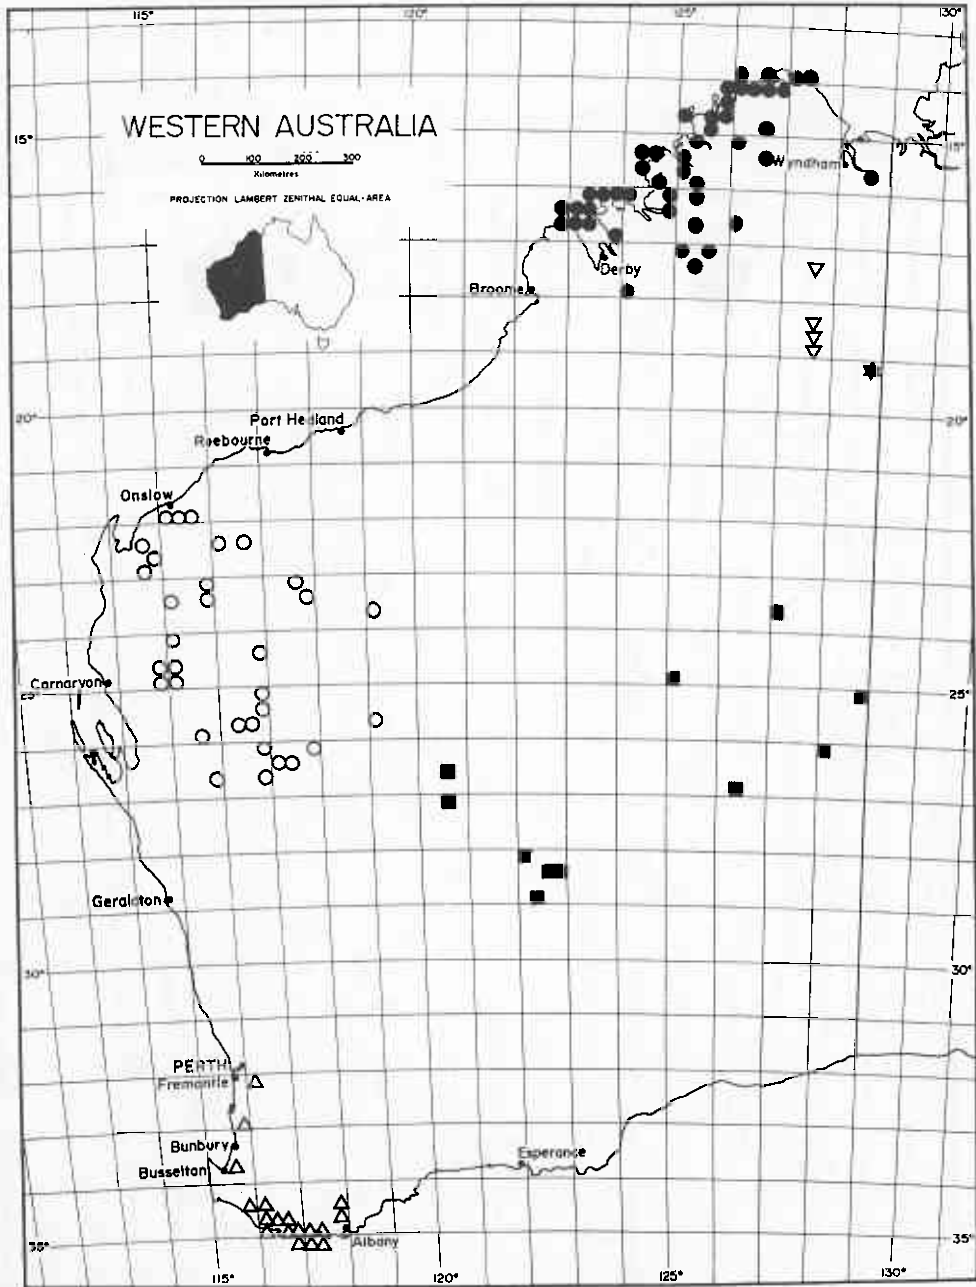 115° 120° 125° 130°
15° 15°
WESTERN AUSTRALIA
0 100 200 300
Kilometres
PROJECTION LAMBERT ZENITHAL EQUAL-AREA
Wyndham
Derby
Broome
20° 20°
Port Hedland
Roebourne
Onslow
Carnarvon
25° 25°
Geraldton
30° 30°
PERTH
Fremantle
Bunbury
Busselton
Esperance
Albany
35° 35°
115° 120° 125° 130°